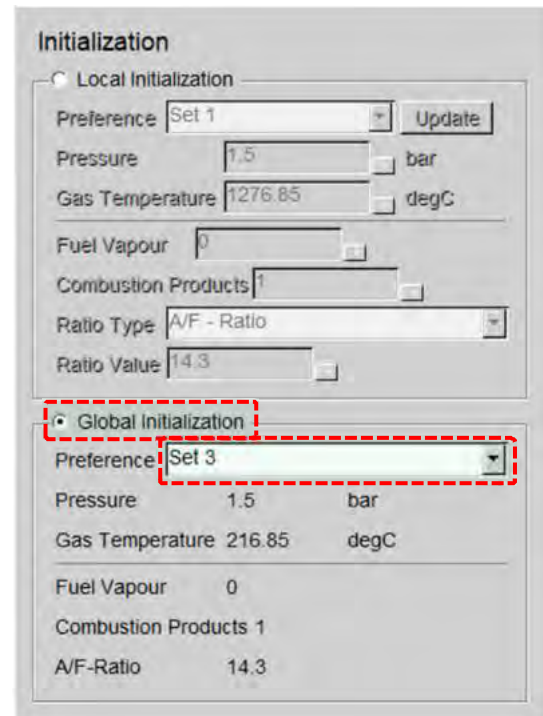 Initialization
Local Initialization
Preference Set 1 Update
Pressure 1.5 bar
Gas Temperature 1276.85 degC
Fuel Vapour 0
Combustion Products 1
Ratio Type A/F - Ratio
Ratio Value 14.3
Global Initialization
Preference Set 3
Pressure 1.5 bar
Gas Temperature 216.85 degC
Fuel Vapour 0
Combustion Products 1
A/F-Ratio 14.3